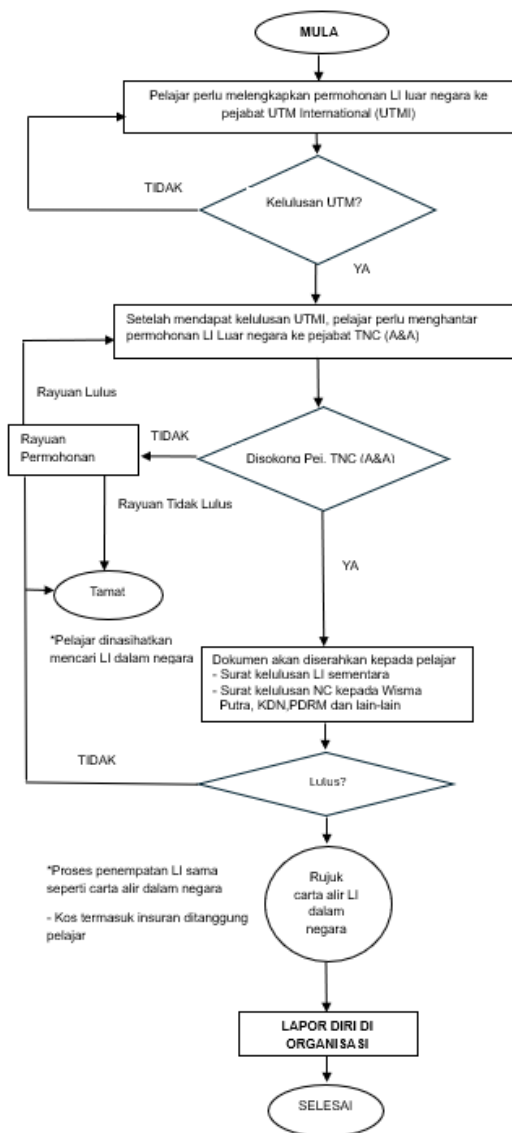 MULA
Pelajar perlu melengkapkan permohonan LI luar negara ke
pejabat UTM International (UTMI)
TIDAK
Kelulusan UTM?
YA
Setelah mendapat kelulusan UTMI, pelajar perlu menghantar
permohonan LI Luar negara ke pejabat TNC (A&A)
Rayuan Lulus
TIDAK
Rayuan
Permohonan
Disokong Pej. TNC (A&A)
Rayuan Tidak Lulus
YA
Tamat
*Pelajar dinasihatkan
mencari LI dalam negara
Dokumen akan diserahkan kepada pelajar
- Surat kelulusan LI sementara
- Surat kelulusan NC kepada Wisma
Putra, KDN,PDRM dan lain-lain
TIDAK
Lulus?
*Proses penempatan LI sama
seperti carta alir dalam negara
- Kos termasuk insuran ditanggung
pelajar
Rujuk
carta alir LI
dalam
negara
LAPOR DIRI DI
ORGANISASI
SELESAI